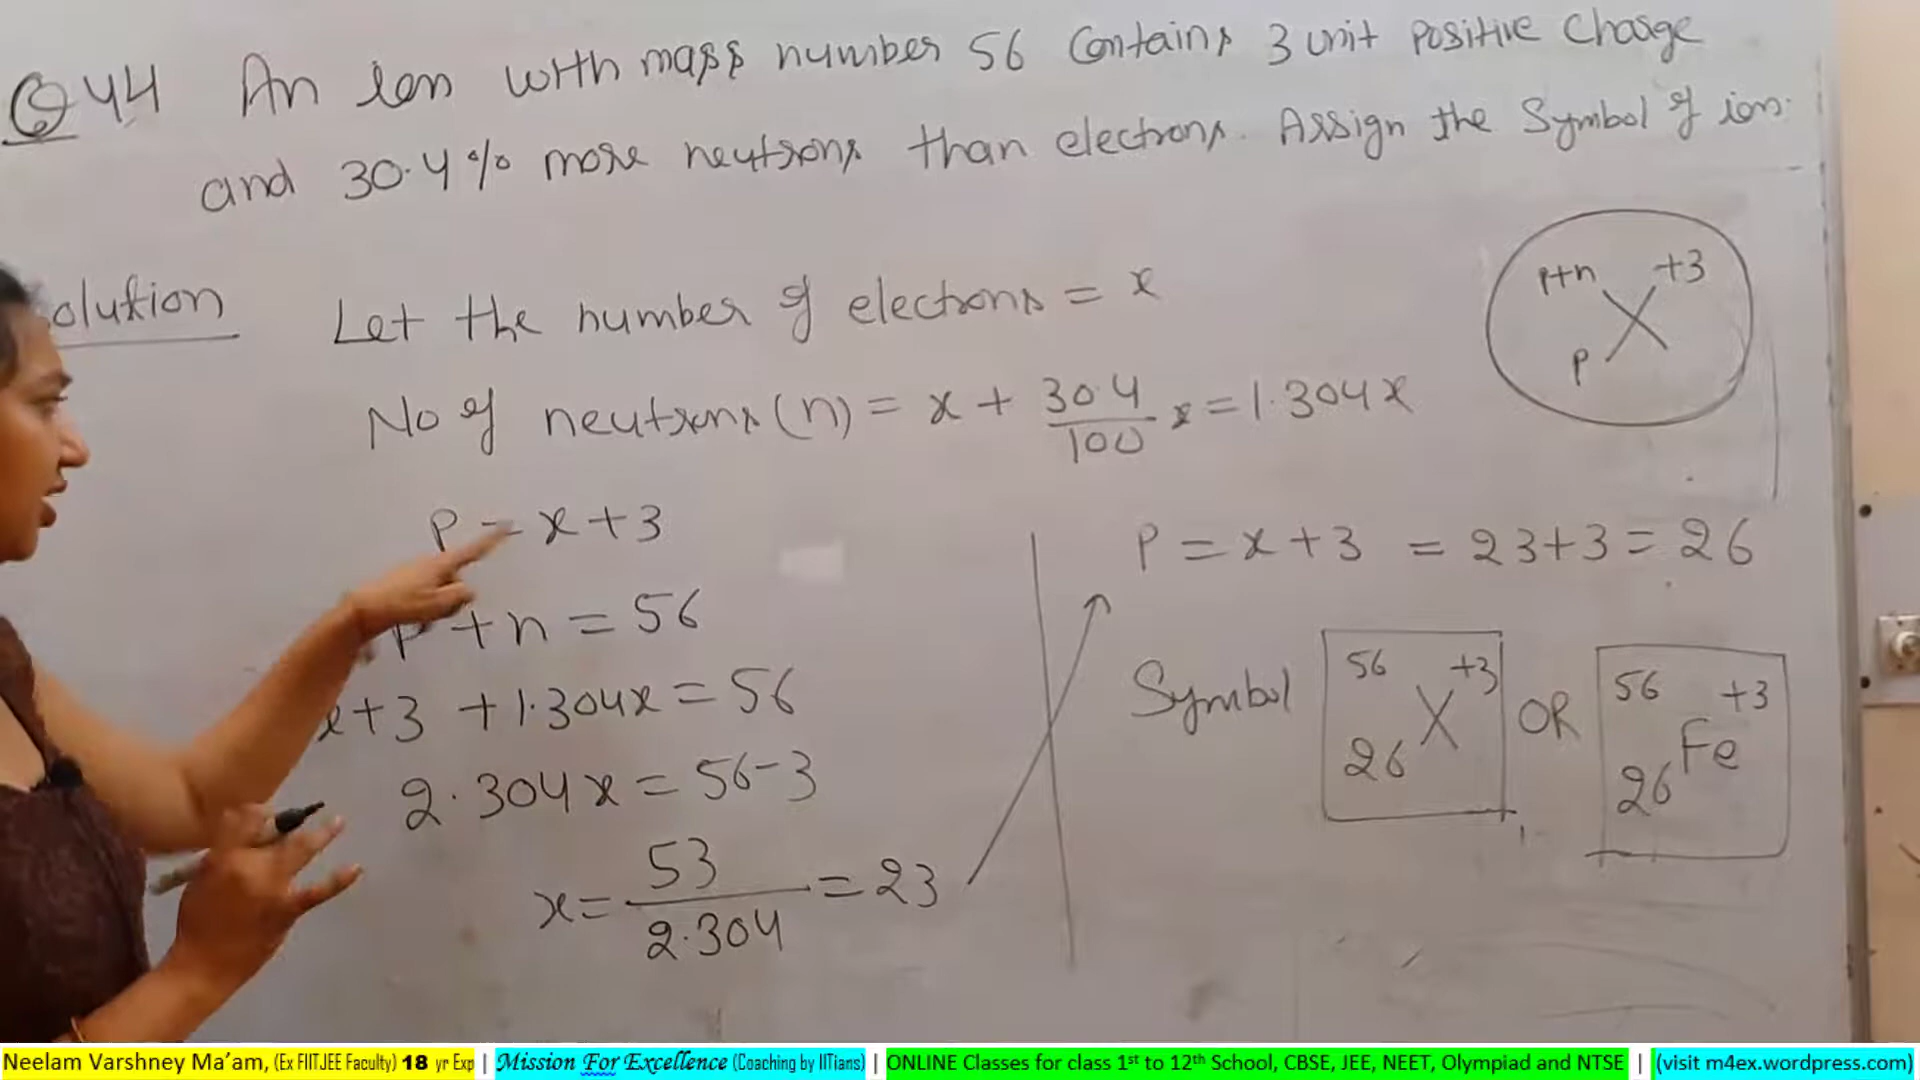 Q44 An ion with mass number 56 contains 3 unit positive charge
and 30.4% more neutrons than electrons. Assign the Symbol of ion.
olution
Let the number of electrons = x
No of neutrons (n) = x + 30.4/100 x = 1.304x
p+n X +3
p
P = x+3
P + n = 56
x+3 + 1.304x = 56
2.304x = 56-3
x = 53/2.304 = 23
P = x+3 = 23+3 = 26
Symbol 56 26 X +3 OR 56 26 Fe +3
Neelam Varshney Ma'am, (Ex FIITJEE Faculty) 18 yr Exp | Mission For Excellence (Coaching by IITians) | ONLINE Classes for class 1st to 12th School, CBSE, JEE, NEET, Olympiad and NTSE | (visit m4ex.wordpress.com)